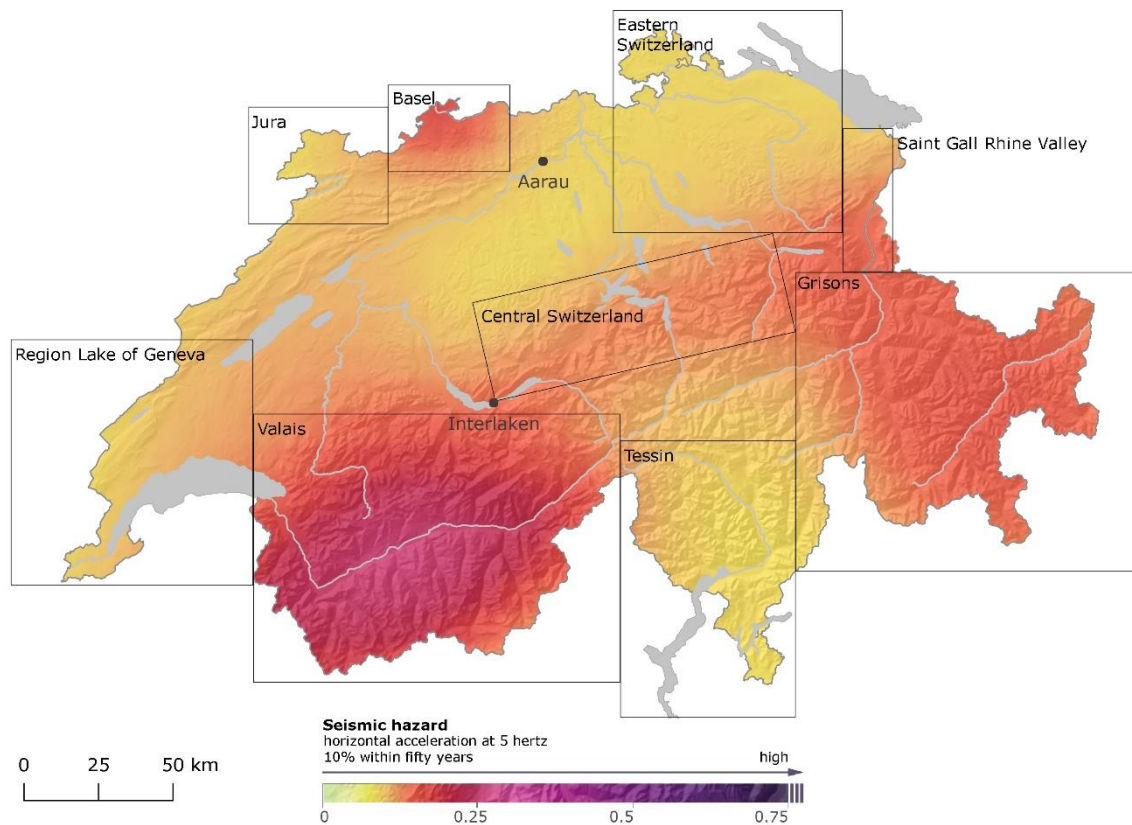 Eastern
Switzerland
Basel
Jura
Saint Gall Rhine Valley
Aarau
Grisons
Central Switzerland
Region Lake of Geneva
Interlaken
Valais
Tessin
Seismic hazard
horizontal acceleration at 5 hertz
10% within fifty years
high
0 25 50 km
0 0.25 0.5 0.75